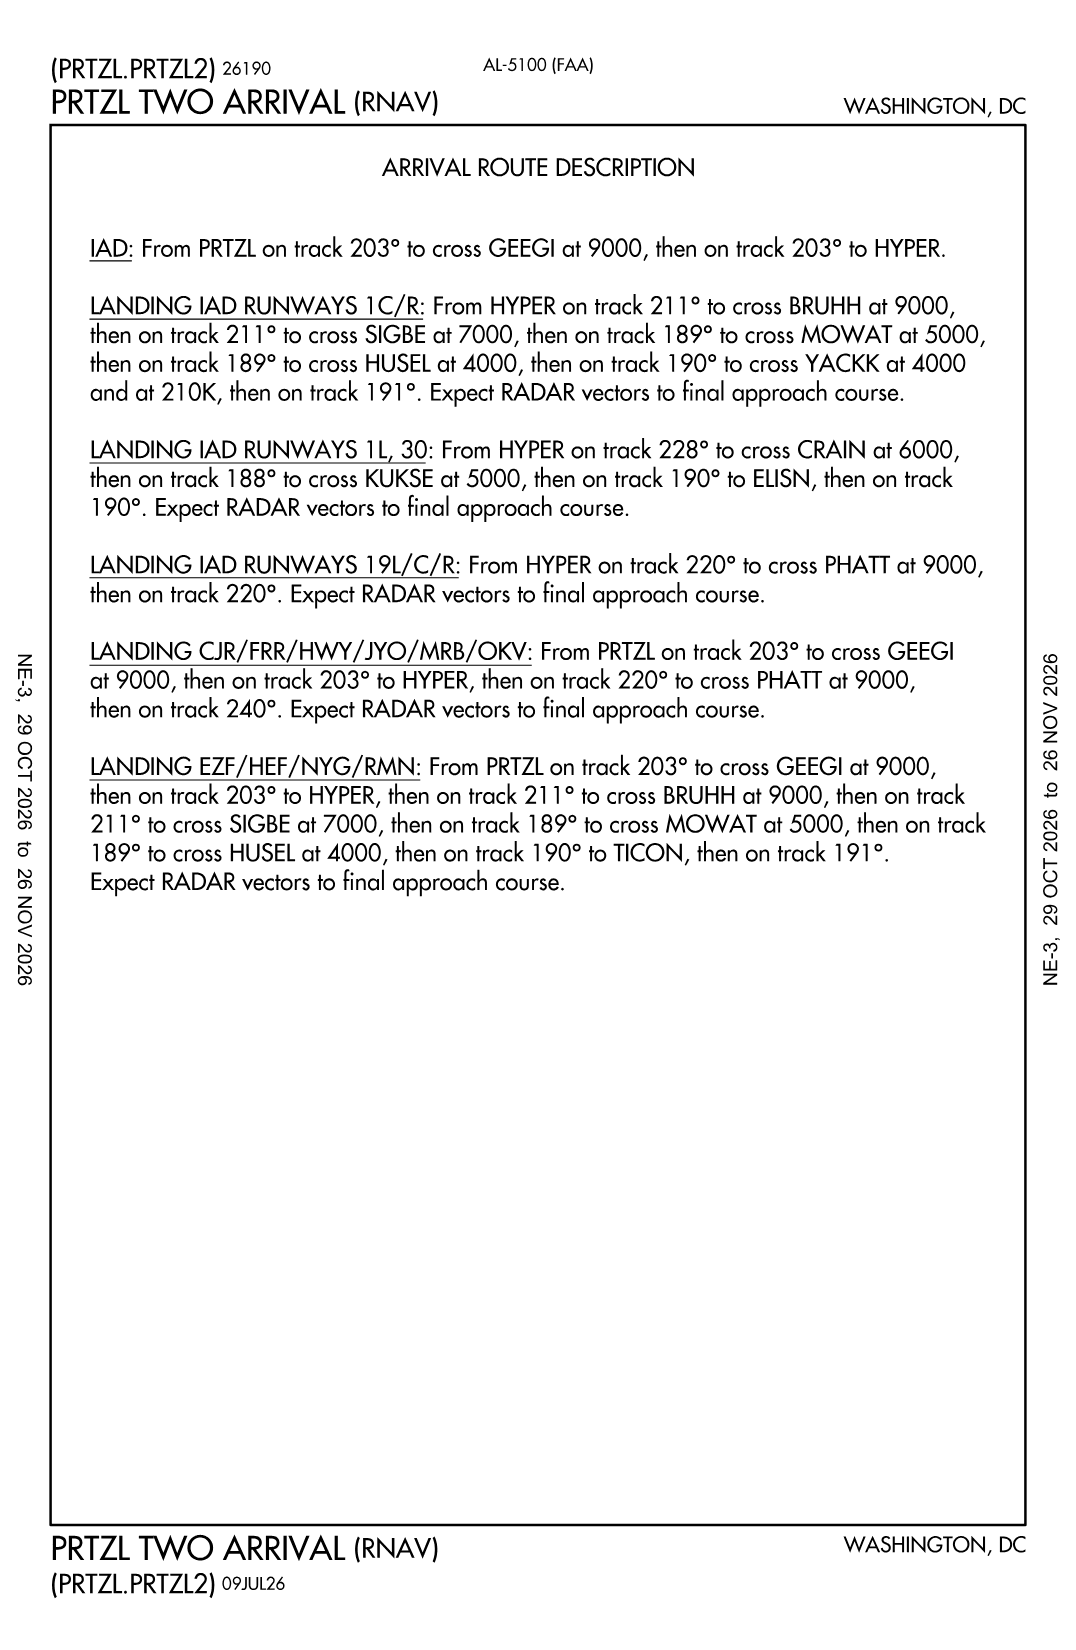 (PRTZL.PRTZL2) 26190
AL-5100 (FAA)
PRTZL TWO ARRIVAL (RNAV)
WASHINGTON, DC
ARRIVAL ROUTE DESCRIPTION
IAD: From PRTZL on track 203° to cross GEEGI at 9000, then on track 203° to HYPER.
LANDING IAD RUNWAYS 1C/R: From HYPER on track 211° to cross BRUHH at 9000,
then on track 211° to cross SIGBE at 7000, then on track 189° to cross MOWAT at 5000,
then on track 189° to cross HUSEL at 4000, then on track 190° to cross YACKK at 4000
and at 210K, then on track 191°. Expect RADAR vectors to final approach course.
LANDING IAD RUNWAYS 1L, 30: From HYPER on track 228° to cross CRAIN at 6000,
then on track 188° to cross KUKSE at 5000, then on track 190° to ELISN, then on track
190°. Expect RADAR vectors to final approach course.
LANDING IAD RUNWAYS 19L/C/R: From HYPER on track 220° to cross PHATT at 9000,
then on track 220°. Expect RADAR vectors to final approach course.
LANDING CJR/FRR/HWY/JYO/MRB/OKV: From PRTZL on track 203° to cross GEEGI
at 9000, then on track 203° to HYPER, then on track 220° to cross PHATT at 9000,
then on track 240°. Expect RADAR vectors to final approach course.
LANDING EZF/HEF/NYG/RMN: From PRTZL on track 203° to cross GEEGI at 9000,
then on track 203° to HYPER, then on track 211° to cross BRUHH at 9000, then on track
211° to cross SIGBE at 7000, then on track 189° to cross MOWAT at 5000, then on track
189° to cross HUSEL at 4000, then on track 190° to TICON, then on track 191°.
Expect RADAR vectors to final approach course.
NE-3, 29 OCT 2026 to 26 NOV 2026
NE-3, 29 OCT 2026 to 26 NOV 2026
PRTZL TWO ARRIVAL (RNAV)
WASHINGTON, DC
(PRTZL.PRTZL2) 09JUL26